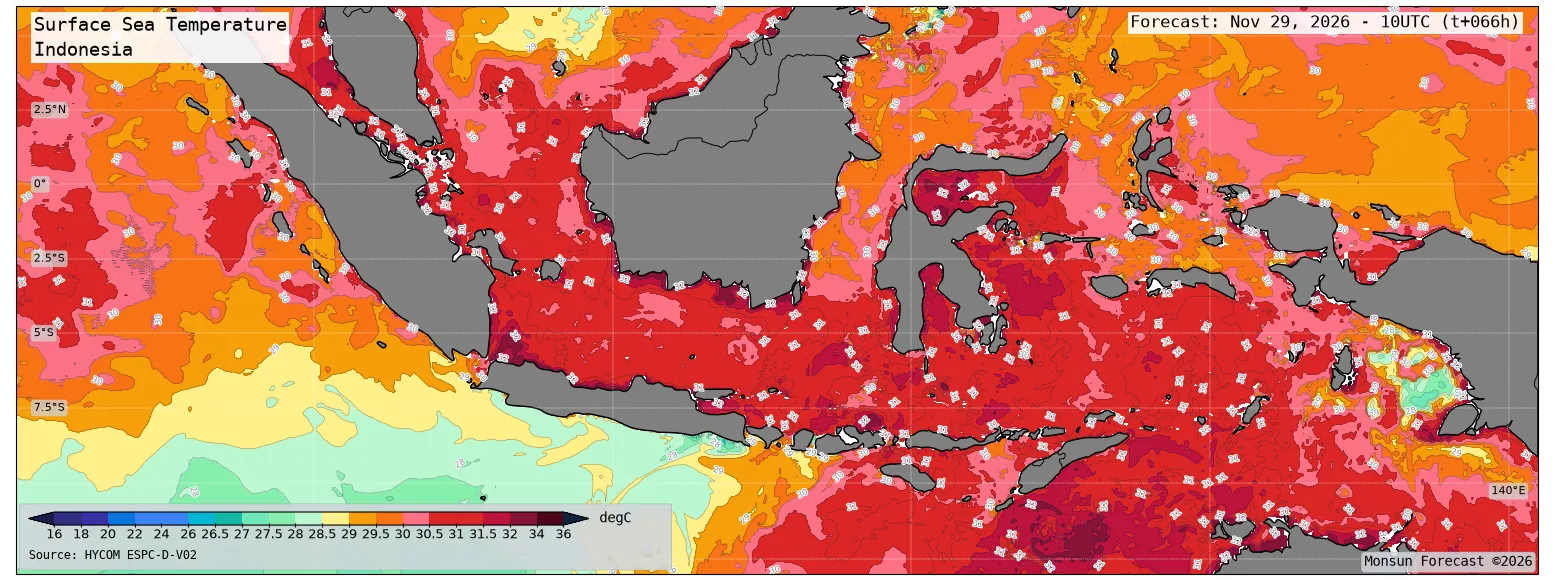 Surface Sea Temperature
Indonesia
Forecast: Nov 29, 2026 - 10UTC (t+066h)
2.5°N
0°
2.5°S
5°S
7.5°S
140°E
16 18 20 22 24 26 26.5 27 27.5 28 28.5 29 29.5 30 30.5 31 31.5 32 34 36 degC
Source: HYCOM ESPC-D-V02
Monsun Forecast ©2026